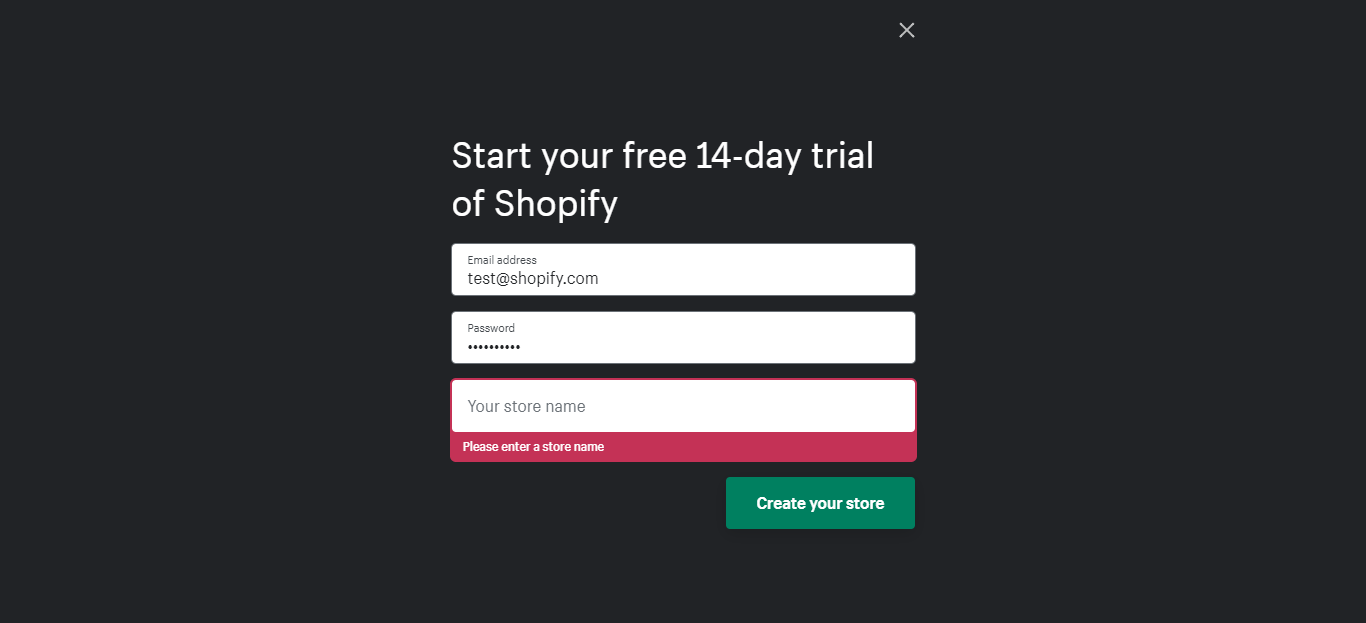 Start your free 14-day trial
of Shopify
Email address
test@shopify.com
Password
••••••••••
Your store name
Please enter a store name
Create your store